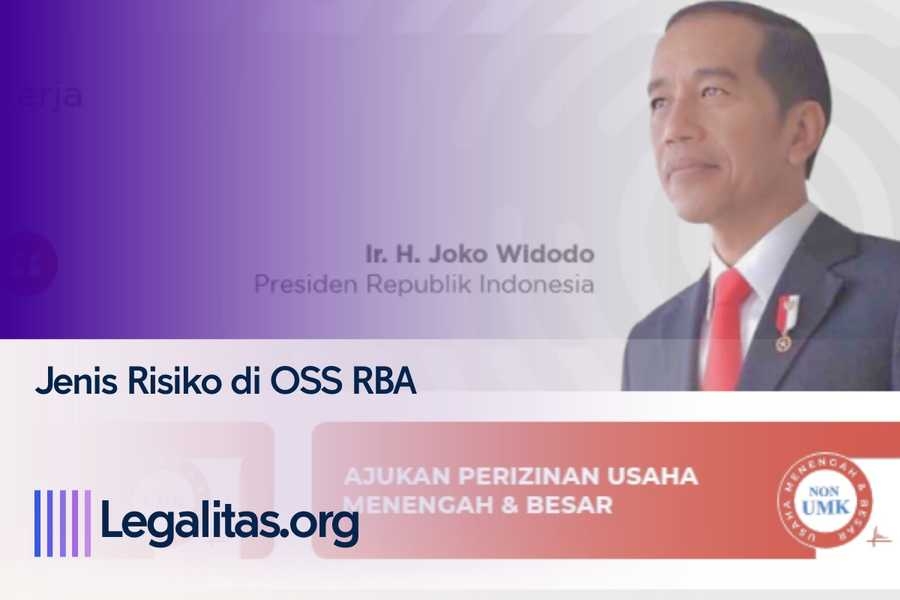 arja
Ir. H. Joko Widodo
Presiden Republik Indonesia
Jenis Risiko di OSS RBA
AJUKAN PERIZINAN USAHA
MENENGAH & BESAR
Legalitas.org
USAHA MENENGAH & BESAR
NON
UMK